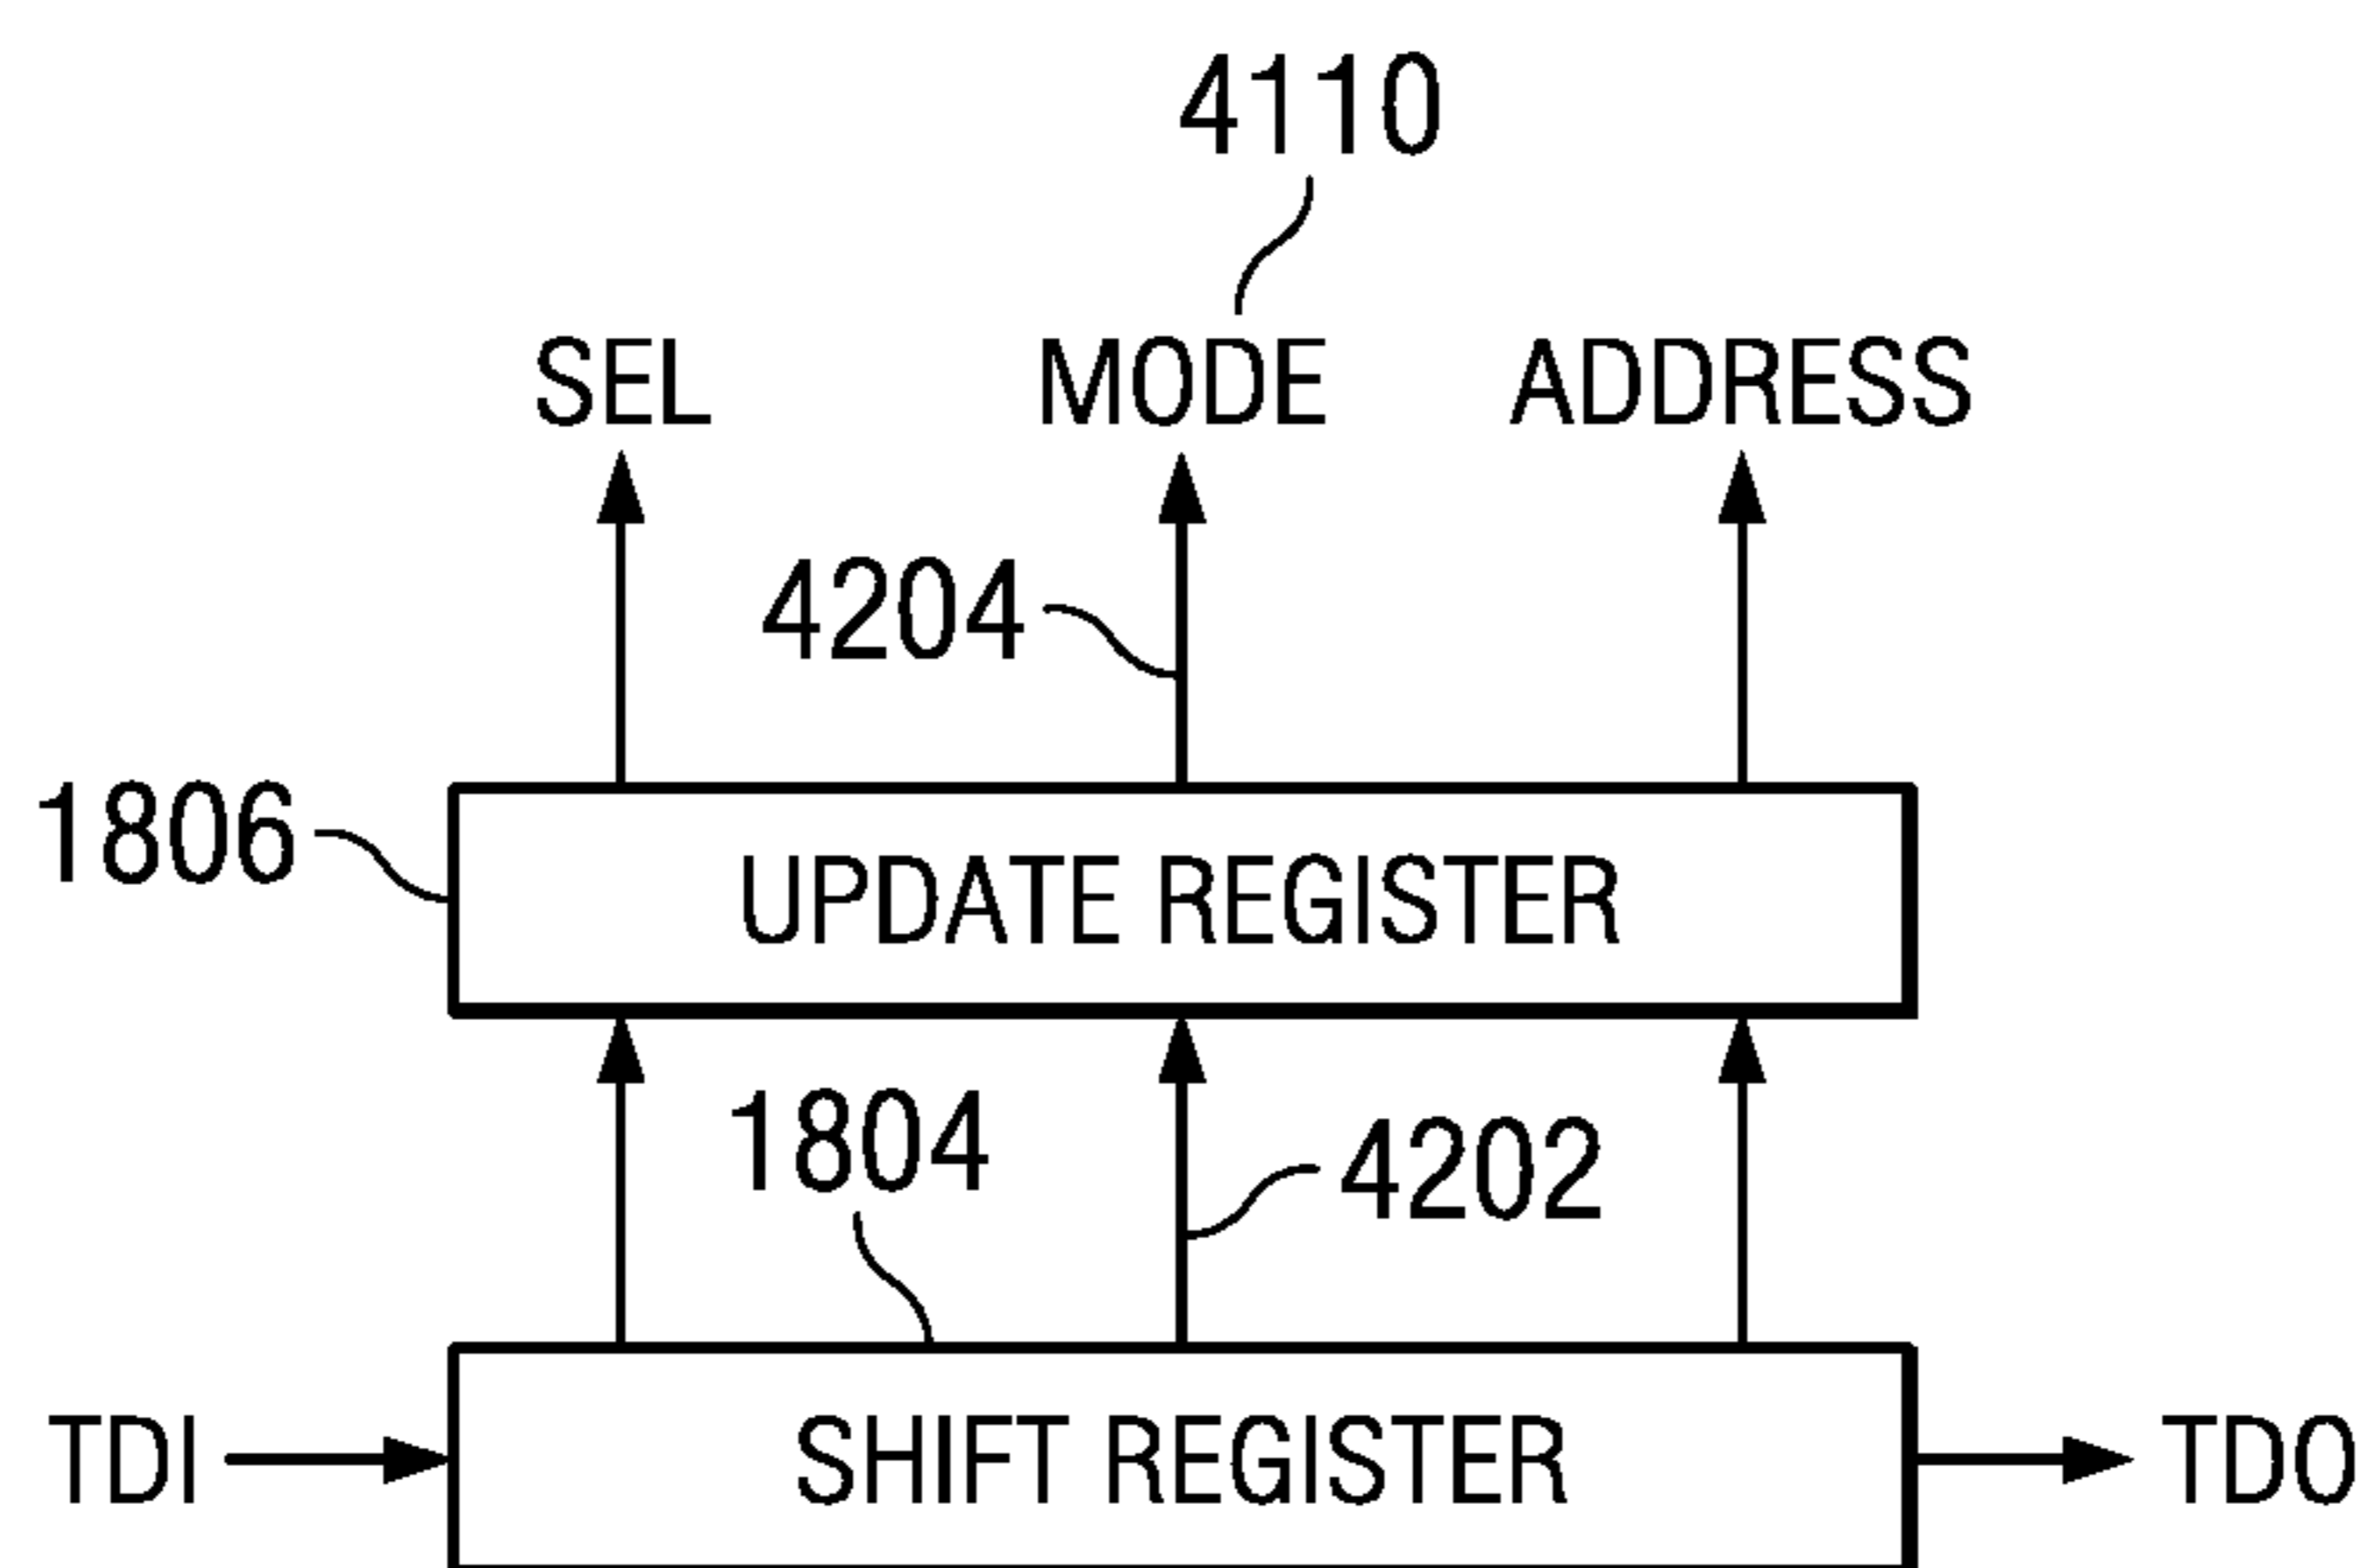 4110
SEL MODE ADDRESS
4204
1806 UPDATE REGISTER
1804 4202
TDI SHIFT REGISTER TDO